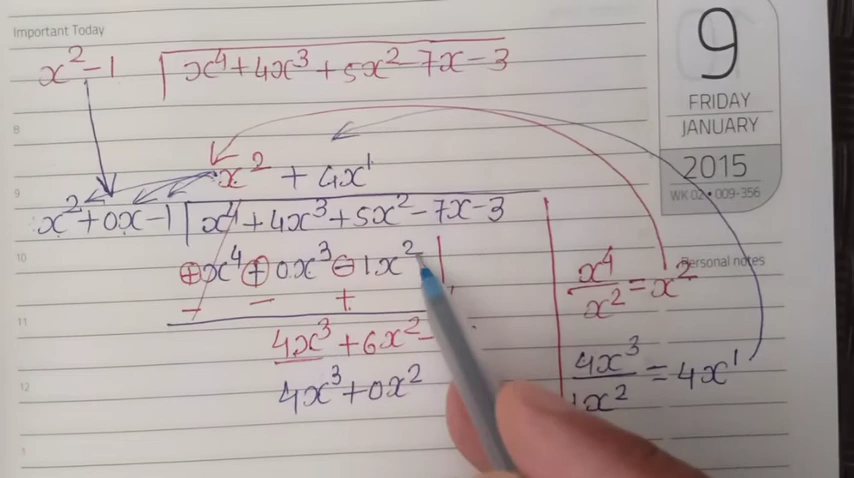 Important Today
x² - 1 x⁴ + 4x³ + 5x² - 7x - 3
9
FRIDAY
JANUARY
2015
WK 02 • 009-356
8
x² + 4x¹
9
x² + 0x - 1 x⁴ + 4x³ + 5x² - 7x - 3
10
⊕x⁴ ⊕ 0x³ ⊖ 1x²
- - +
x⁴/x² = x²
Personal notes
11
4x³ + 6x² -
12
4x³ + 0x²
4x³/1x² = 4x¹
1